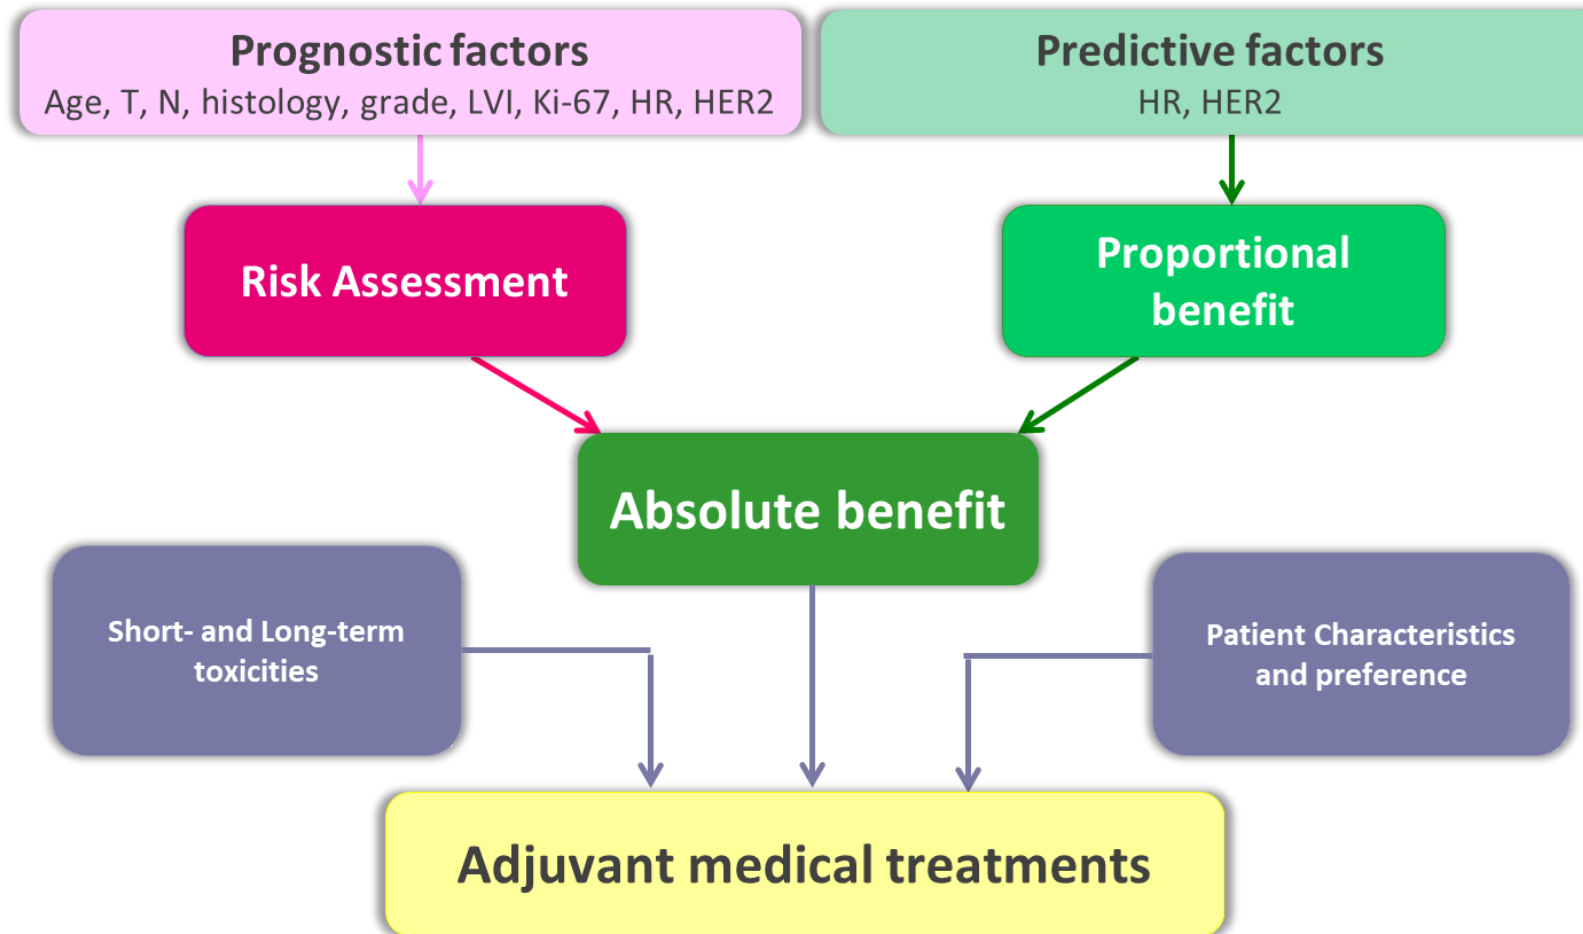 Prognostic factors
Age, T, N, histology, grade, LVI, Ki-67, HR, HER2
Predictive factors
HR, HER2
Risk Assessment
Proportional
benefit
Absolute benefit
Short- and Long-term
toxicities
Patient Characteristics
and preference
Adjuvant medical treatments